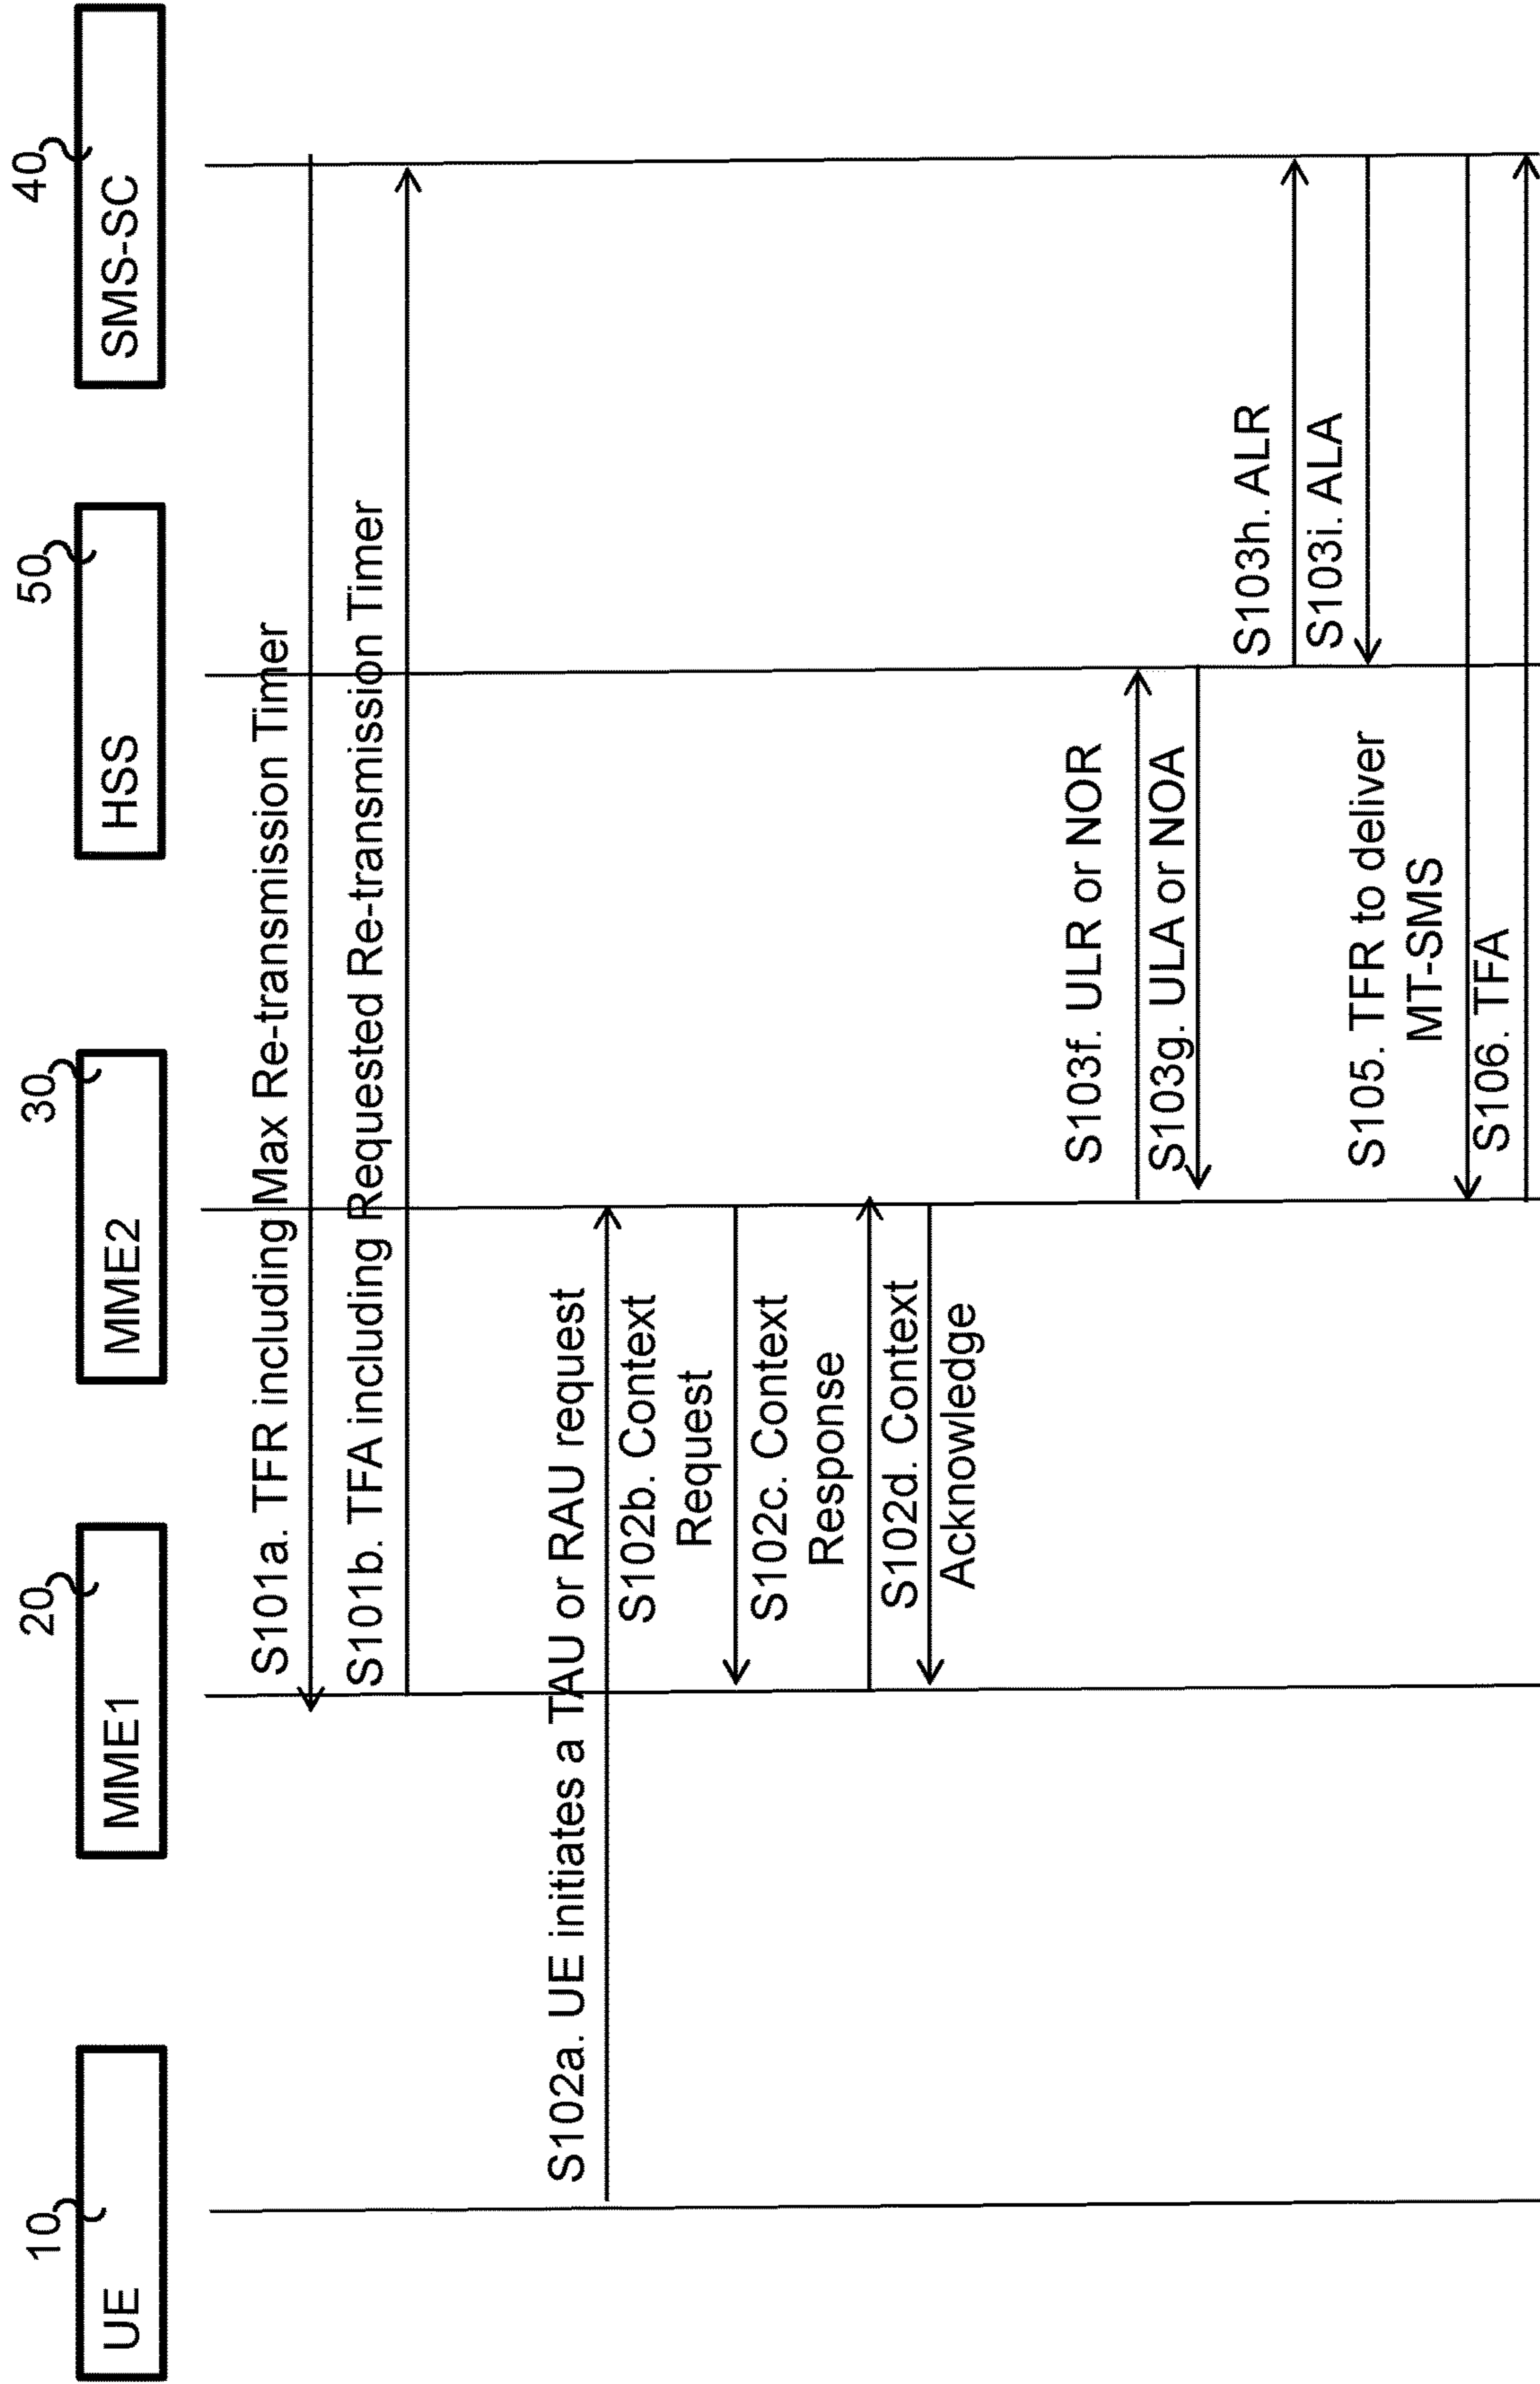 10
20
30
50
40
UE
MME1
MME2
HSS
SMS-SC
S101a. TFR including Max Re-transmission Timer
S101b. TFA including Requested Re-transmission Timer
S102a. UE initiates a TAU or RAU request
S102b. Context
Request
S102c. Context
Response
S102d. Context
Acknowledge
S103f. ULR or NOR
S103g. ULA or NOA
S103h. ALR
S103i. ALA
S105. TFR to deliver
MT-SMS
S106. TFA